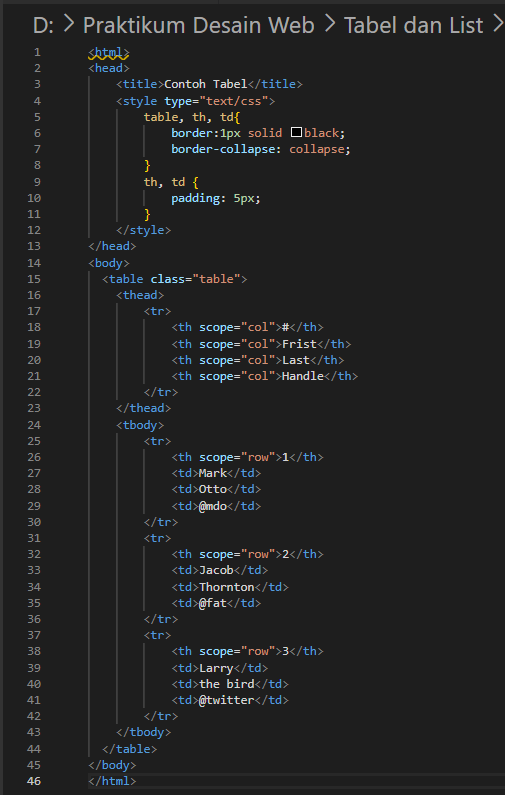 D: > Praktikum Desain Web > Tabel dan List >
1 <html>
2 <head>
3     <title>Contoh Tabel</title>
4     <style type="text/css">
5         table, th, td{
6             border:1px solid black;
7             border-collapse: collapse;
8         }
9         th, td {
10             padding: 5px;
11         }
12     </style>
13 </head>
14 <body>
15   <table class="table">
16     <thead>
17         <tr>
18             <th scope="col">#</th>
19             <th scope="col">Frist</th>
20             <th scope="col">Last</th>
21             <th scope="col">Handle</th>
22         </tr>
23     </thead>
24     <tbody>
25         <tr>
26             <th scope="row">1</th>
27             <td>Mark</td>
28             <td>Otto</td>
29             <td>@mdo</td>
30         </tr>
31         <tr>
32             <th scope="row">2</th>
33             <td>Jacob</td>
34             <td>Thornton</td>
35             <td>@fat</td>
36         </tr>
37         <tr>
38             <th scope="row">3</th>
39             <td>Larry</td>
40             <td>the bird</td>
41             <td>@twitter</td>
42         </tr>
43     </tbody>
44   </table>
45 </body>
46 </html>